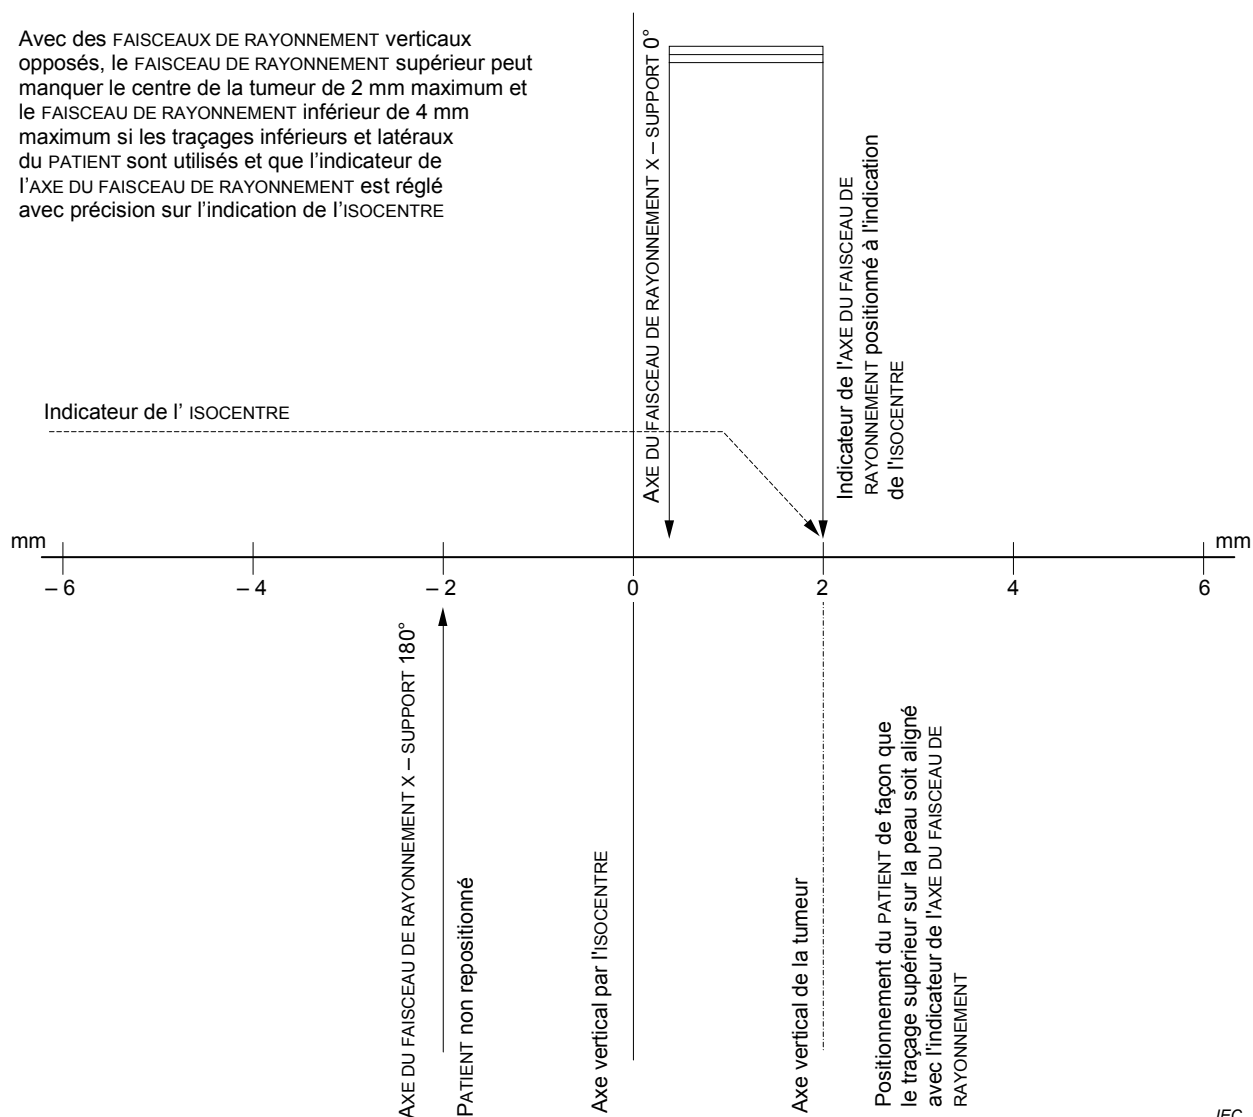 Avec des FAISCEAUX DE RAYONNEMENT verticaux
opposés, le FAISCEAU DE RAYONNEMENT supérieur peut
manquer le centre de la tumeur de 2 mm maximum et
le FAISCEAU DE RAYONNEMENT inférieur de 4 mm
maximum si les traçages inférieurs et latéraux
du PATIENT sont utilisés et que l'indicateur de
l'AXE DU FAISCEAU DE RAYONNEMENT est réglé
avec précision sur l'indication de l'ISOCENTRE
AXE DU FAISCEAU DE RAYONNEMENT X – SUPPORT 0°
Indicateur de l'AXE DU FAISCEAU DE
RAYONNEMENT positionné à l'indication
de l'ISOCENTRE
Indicateur de l' ISOCENTRE
mm
mm
– 6
– 4
– 2
0
2
4
6
AXE DU FAISCEAU DE RAYONNEMENT X – SUPPORT 180°
PATIENT non repositionné
Axe vertical par l'ISOCENTRE
Axe vertical de la tumeur
Positionnement du PATIENT de façon que
le traçage supérieur sur la peau soit aligné
avec l'indicateur de l'AXE DU FAISCEAU DE
RAYONNEMENT
IEC